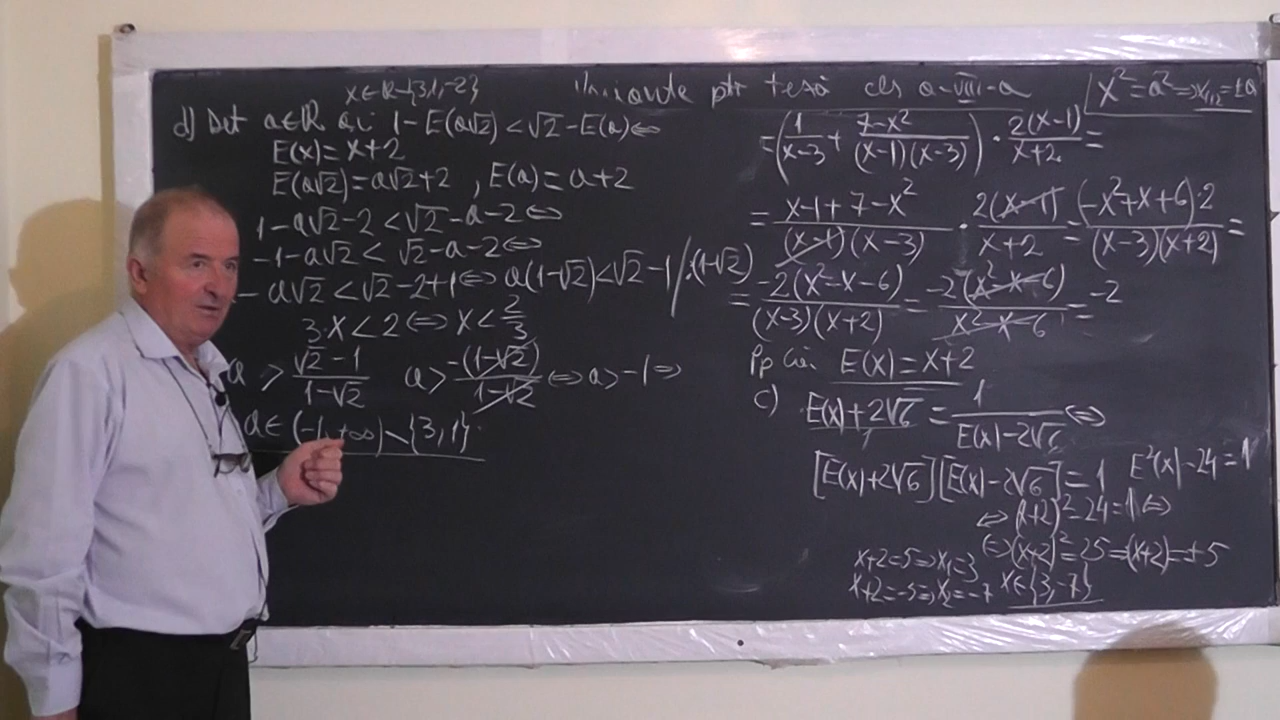 x∈ℝ-{3,1,-2}
Variante ptr teză cls a-VIII-a
x²=a²⇒x₁,₂=±a
d) Det a∈ℝ a.î 1-E(a√2)<√2-E(a)⇔
E(x)=x+2
E(a√2)=a√2+2 , E(a)=a+2
1-a√2-2<√2-a-2⇔
-1-a√2<√2-a-2⇔
-a√2<√2-2+1⇔a(1-√2)<√2-1 /:(1-√2)
3·x<2⇔x<2/3
a > (√2-1)/(1-√2) a> -(1-√2)/(1-√2) ⇔a>-1⇔
a∈(-1,+∞)∖{3,1}
=(1/(x-3) + (7-x²)/((x-1)(x-3)))·2(x-1)/(x+2)=
=(x-1+7-x²)/((x-1)(x-3))·2(x-1)/(x+2)=(-x²+x+6)·2/((x-3)(x+2))=
=-2(x²-x-6)/((x-3)(x+2))=-2(x²-x-6)/(x²-x-6)=-2
E(x)=x+2
c) E(x)+2√6=1/(E(x)-2√6)⇔
[E(x)+2√6][E(x)-2√6]=1 E²(x)-24=1
⇔(x+2)²-24=1⇔
⇔(x+2)²=25⇒(x+2)=±5
x+2=5⇒x₁=3
x+2=-5⇒x₂=-7 x∈{3,-7}